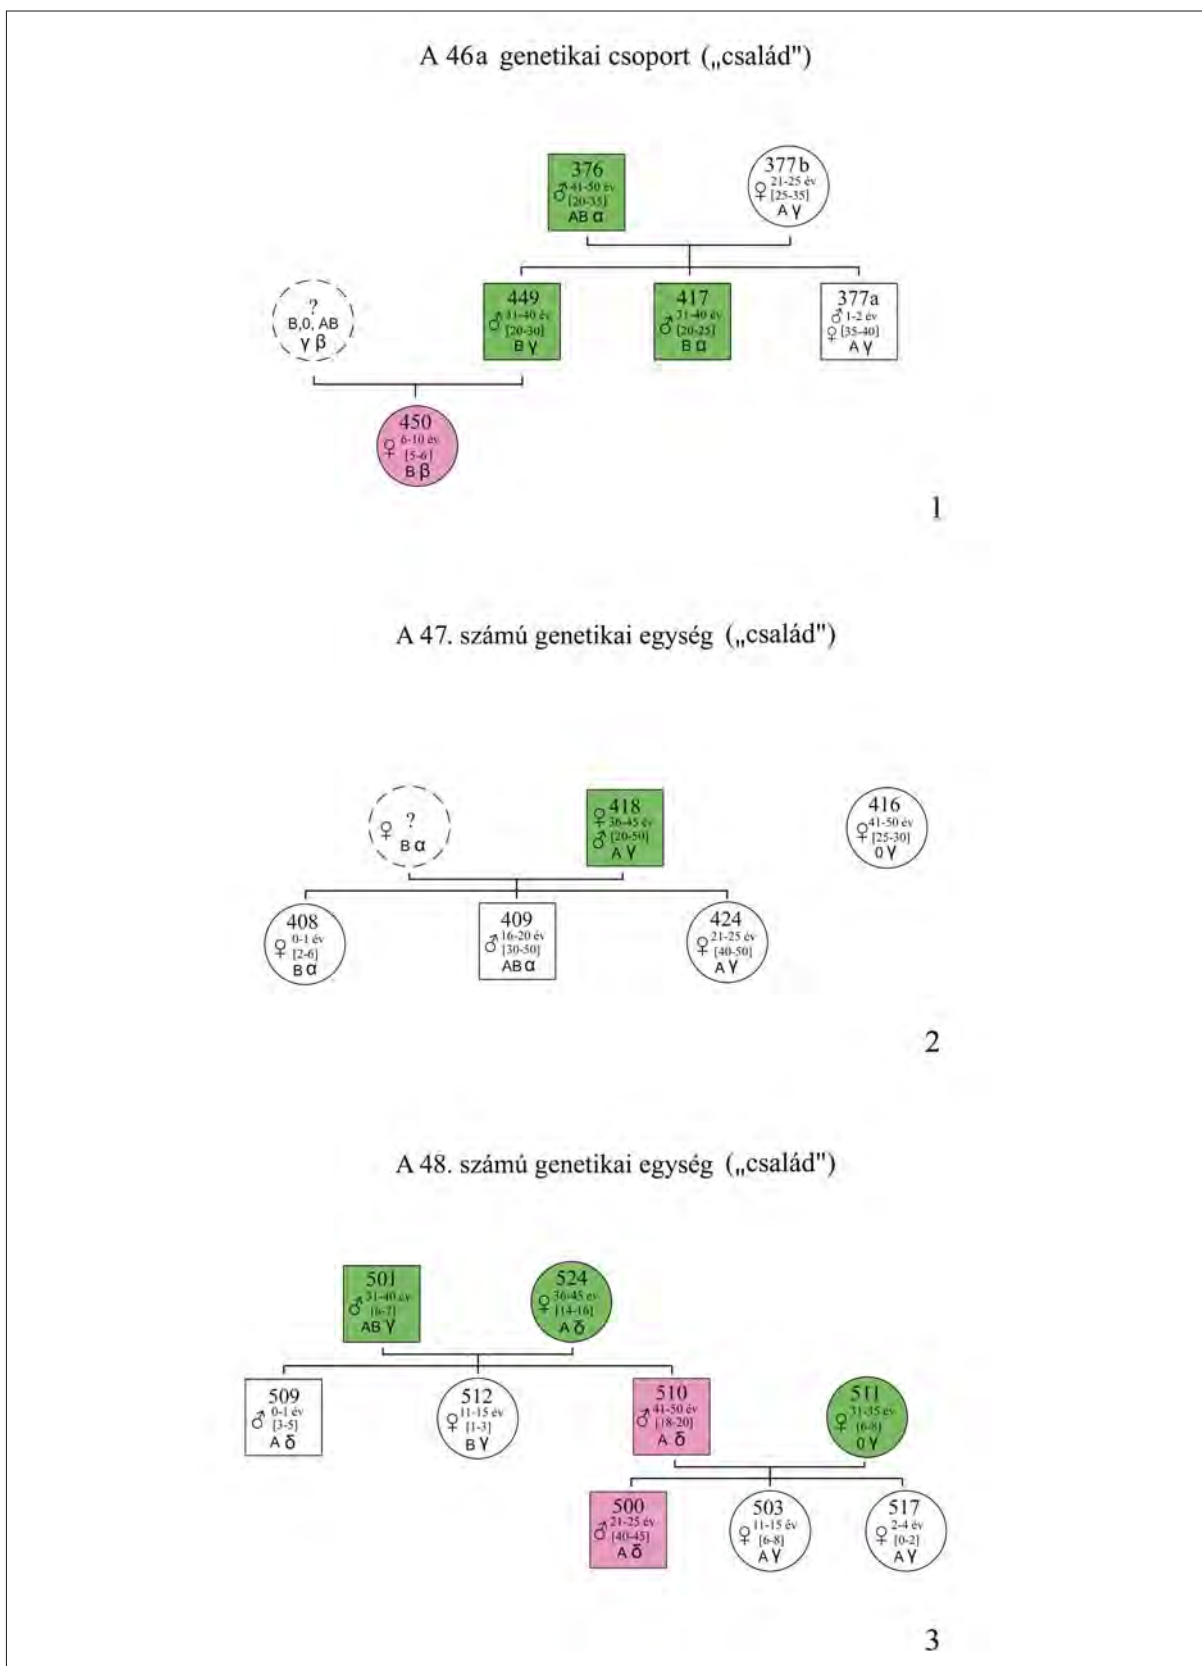 A 46a genetikai csoport („család")
376
♂ 41-50 év
[20-35]
AB α
377b
♀ 21-25 év
[25-35]
A γ
?
B,0, AB
γ β
449
♂ 31-40 év
[20-30]
B γ
417
♂ 31-40 év
[20-25]
B α
377a
♂ 1-2 év
♀ [35-40]
A γ
450
♀ 6-10 év
[5-6]
B β
1
A 47. számú genetikai egység („család")
?
♀
B α
418
♀ 36-45 év
♂ [20-50]
A γ
416
♀ 41-50 év
[25-30]
0 γ
408
♀ 0-1 év
[2-6]
B α
409
♂ 16-20 év
[30-50]
AB α
424
♀ 21-25 év
[40-50]
A γ
2
A 48. számú genetikai egység („család")
501
♂ 31-40 év
[6-7]
AB γ
524
♀ 36-45 év
[14-16]
A δ
509
♂ 0-1 év
[3-5]
A δ
512
♀ 11-15 év
[1-3]
B γ
510
♂ 41-50 év
[18-20]
A δ
511
♀ 31-35 év
[6-8]
0 γ
500
♂ 21-25 év
[40-45]
A δ
503
♀ 11-15 év
[6-8]
A γ
517
♀ 2-4 év
[0-2]
A γ
3